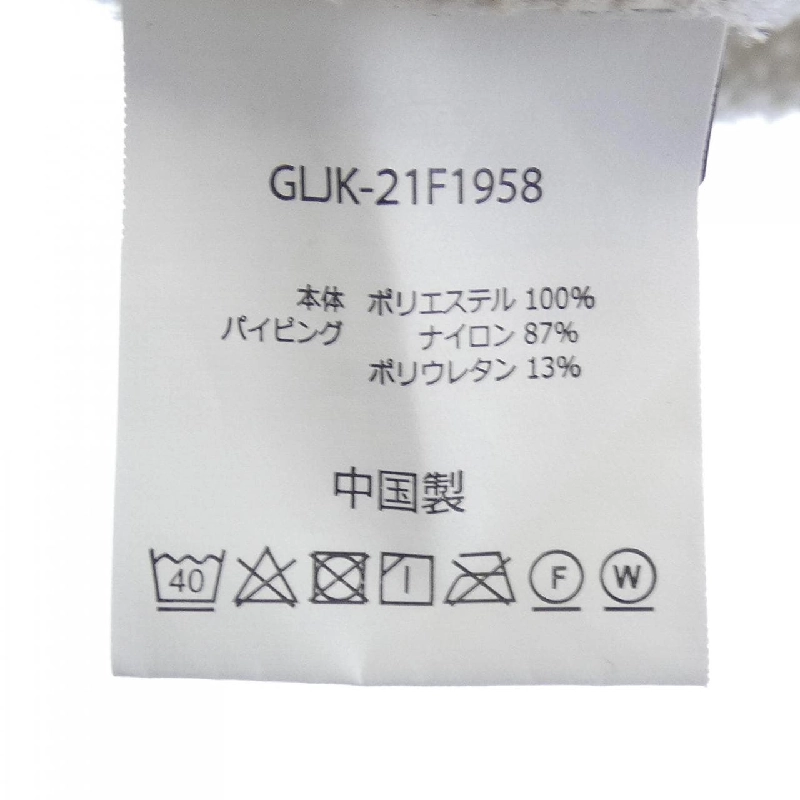 GLJK-21F1958
本体 ポリエステル 100%
パイピング ナイロン 87%
ポリウレタン 13%
中国製
40 F W